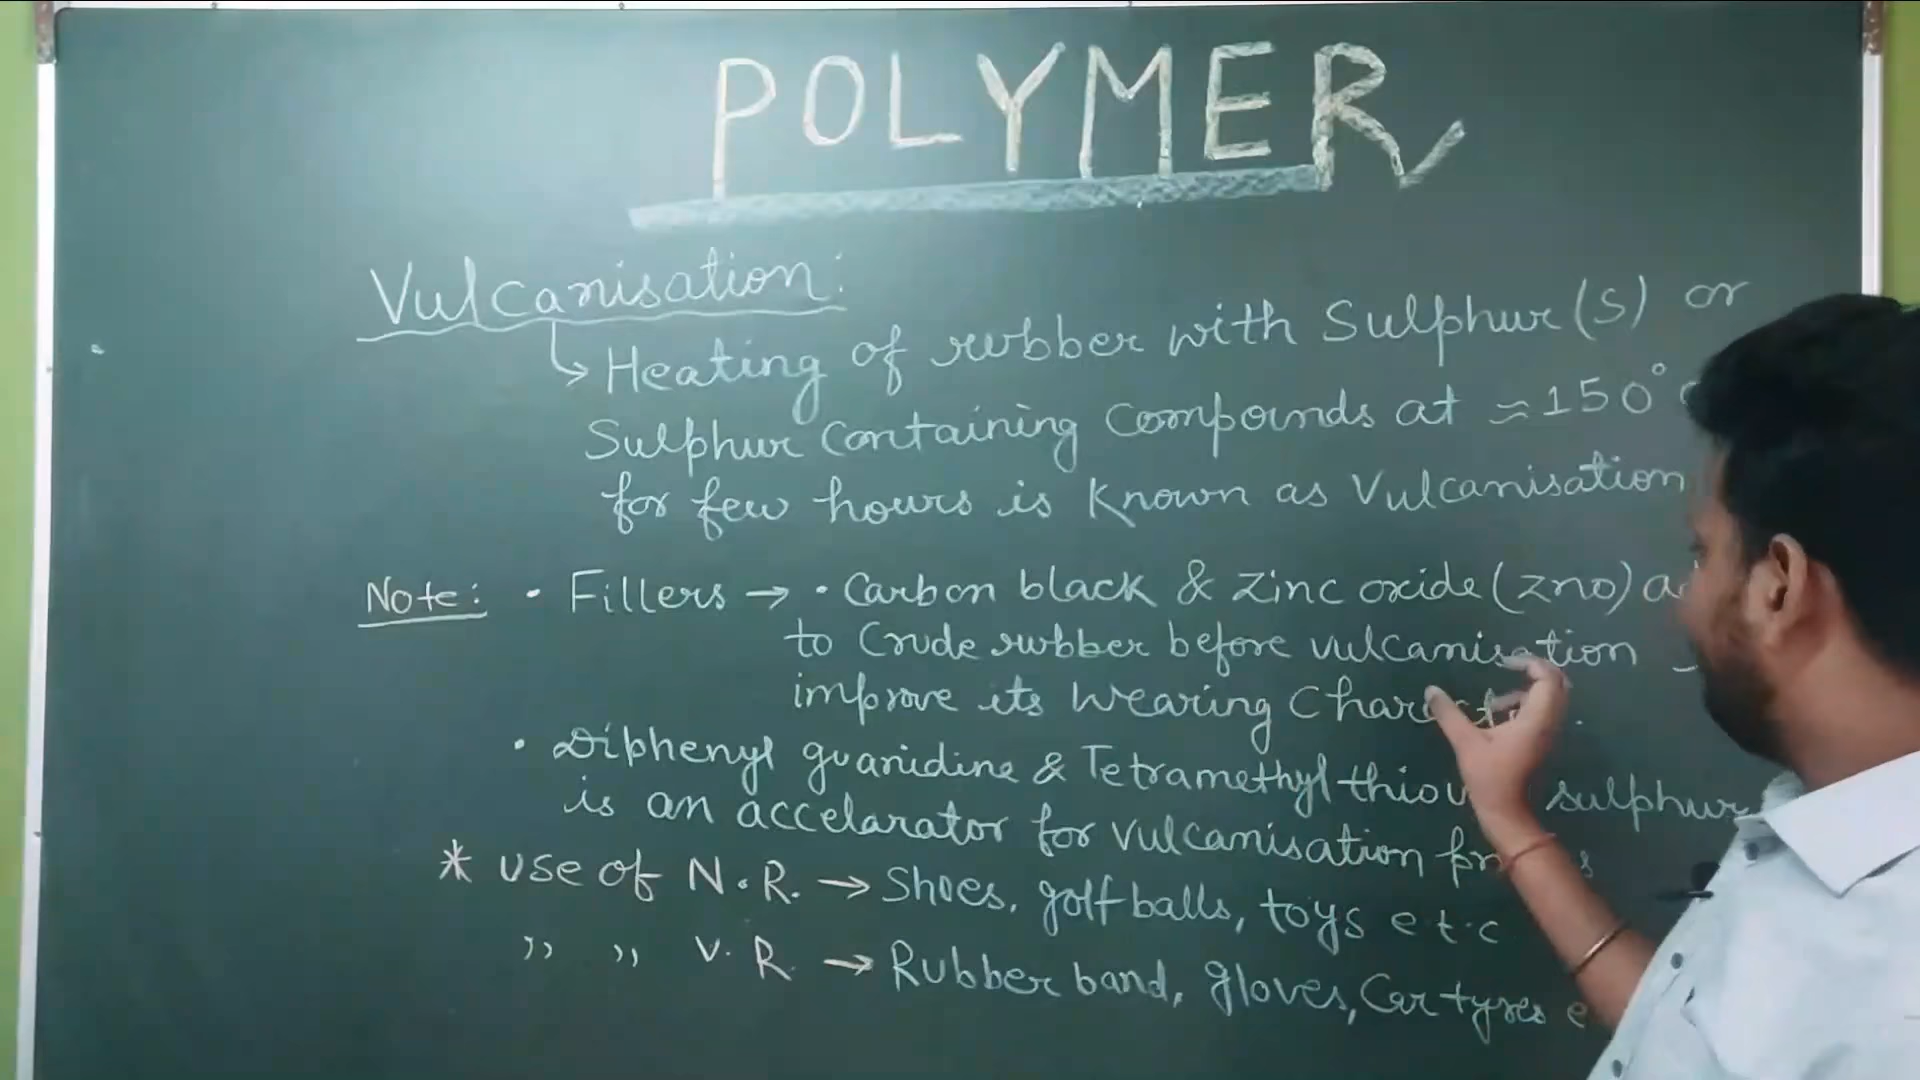 POLYMER
Vulcanisation:
Heating of rubber with Sulphur (S) or
Sulphur containing compounds at ≈150°
for few hours is known as Vulcanisation
Note: • Fillers → • Carbon black & Zinc oxide (ZnO)
to Crude rubber before vulcanisation
improve its wearing
• Diphenyl guanidine & Tetramethyl sulphur
is an accelarator for vulcanisation
* Use of N.R. → Shoes, golf balls, toys e.t.c
,, ,, V.R. → Rubber band, gloves, Car tyres